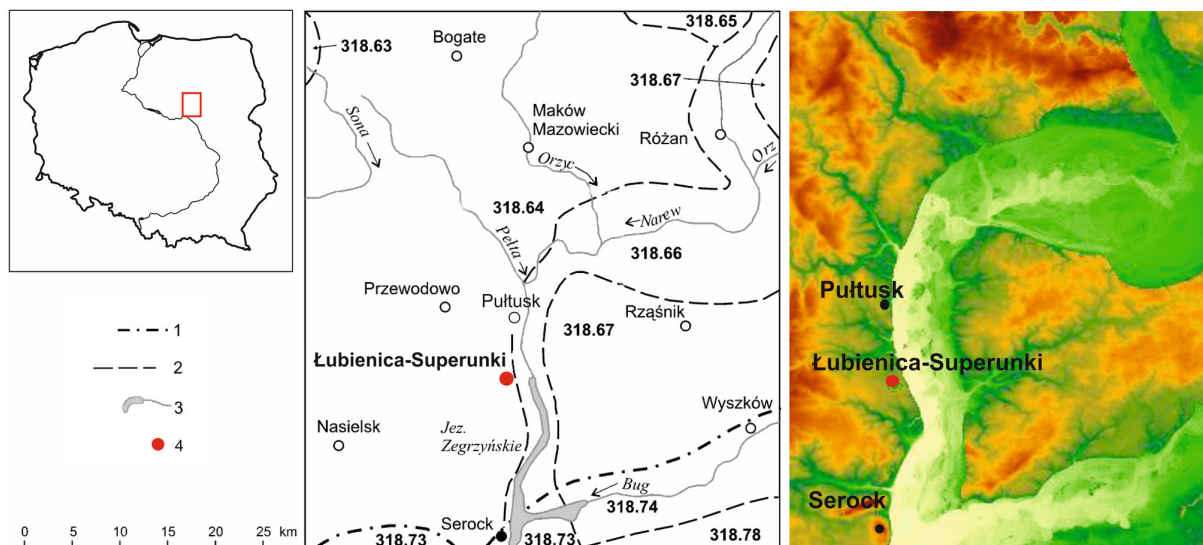 1
2
3
4
0 5 10 15 20 25 km
318.65
Bogate
318.63
318.67
Maków
Mazowiecki
Różan
Sona
Orzyc
Orz
318.64
Narew
Pełta
318.66
Przewodowo
Pułtusk
Rząśnik
318.67
Łubienica-Superunki
Wyszków
Nasielsk
Jez.
Zegrzyńskie
Bug
318.74
Serock
318.73
318.73
318.78
Pułtusk
Łubienica-Superunki
Serock